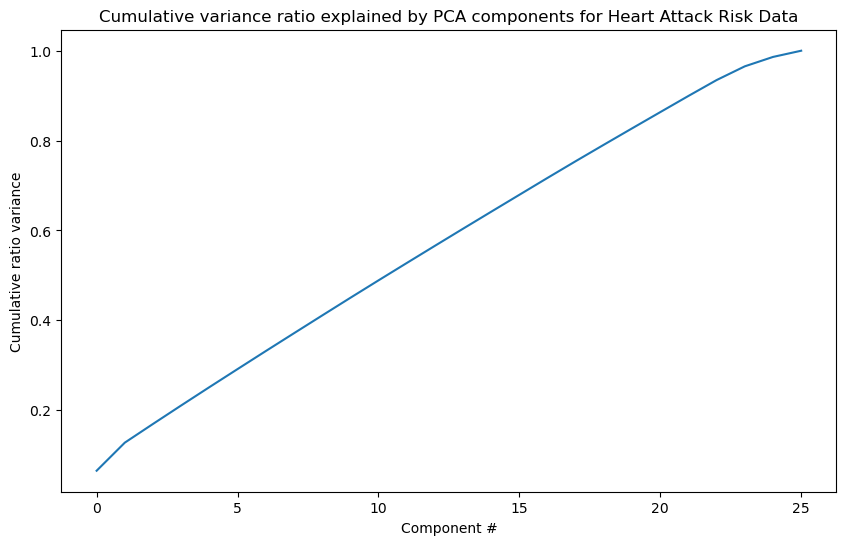 Cumulative variance ratio explained by PCA components for Heart Attack Risk Data
1.0
0.8
0.6
0.4
0.2
Cumulative ratio variance
0 5 10 15 20 25
Component #